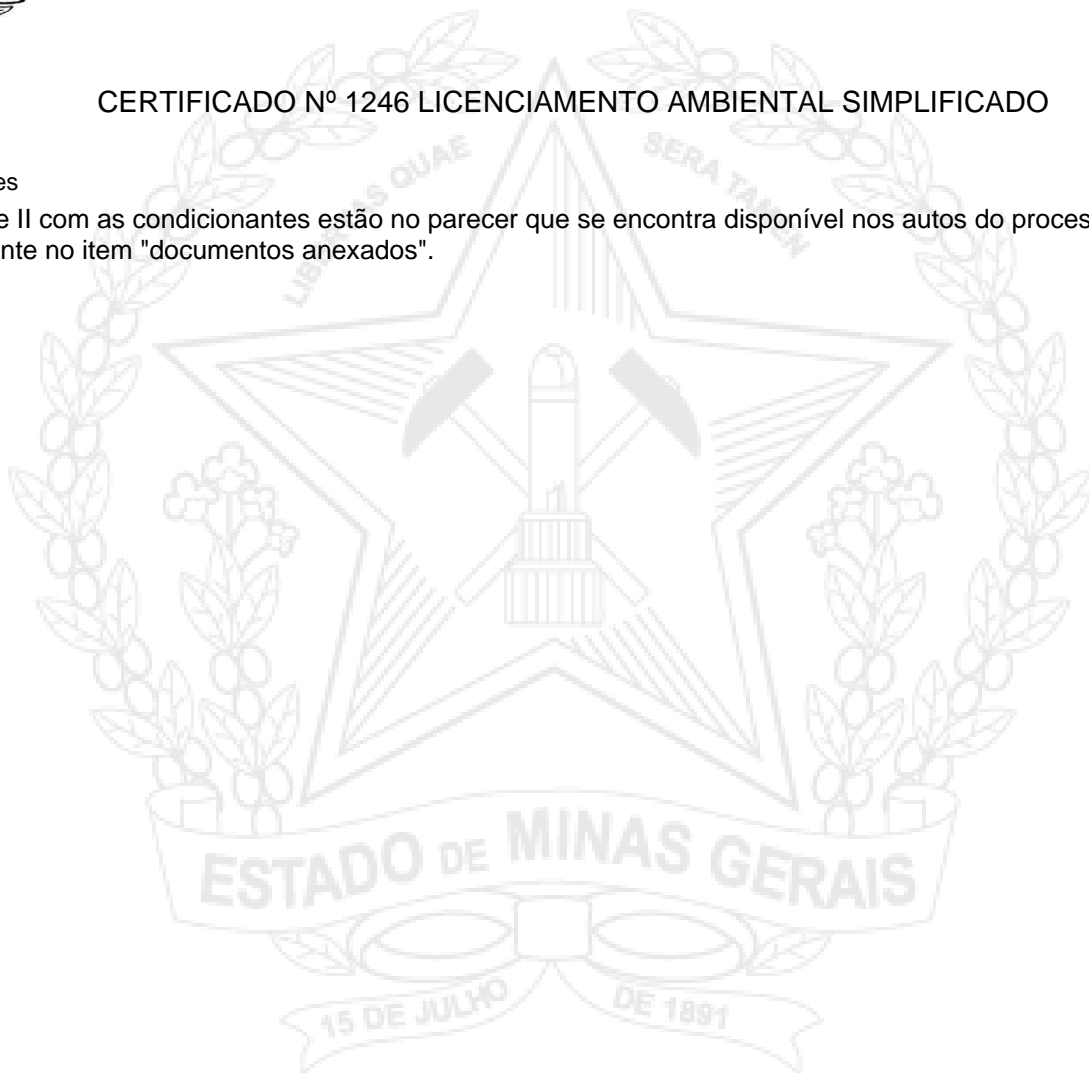 CERTIFICADO Nº 1246 LICENCIAMENTO AMBIENTAL SIMPLIFICADO
es
e II com as condicionantes estão no parecer que se encontra disponível nos autos do proces
nte no item "documentos anexados".
LIBERTAS QUAE SERA TAMEN
ESTADO DE MINAS GERAIS
15 DE JULHO DE 1891